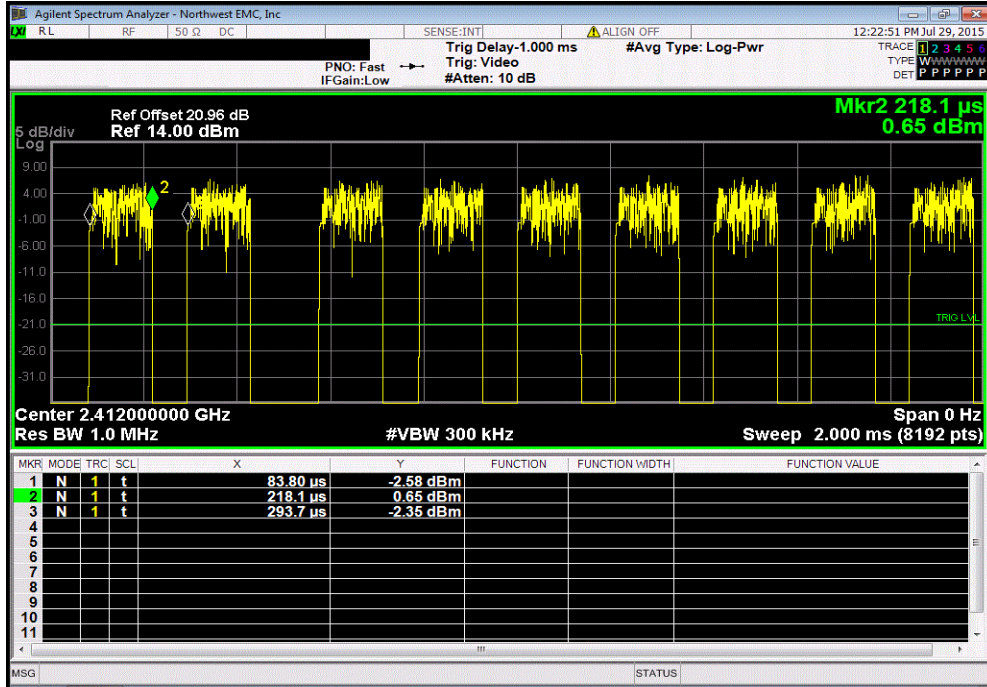 Agilent Spectrum Analyzer - Northwest EMC, Inc
LXI RL RF 50 Ω DC SENSE:INT ALIGN OFF 12:22:51 PM Jul 29, 2015
Trig Delay-1.000 ms #Avg Type: Log-Pwr TRACE 1 2 3 4 5 6
PNO: Fast Trig: Video TYPE WWWWWW
IFGain:Low #Atten: 10 dB DET P P P P P P
Mkr2 218.1 µs
0.65 dBm
Ref Offset 20.96 dB
5 dB/div Ref 14.00 dBm
Log
9.00
4.00
2
-1.00
-6.00
-11.0
-16.0
-21.0
TRIG LVL
-26.0
-31.0
Center 2.412000000 GHz Span 0 Hz
Res BW 1.0 MHz #VBW 300 kHz Sweep 2.000 ms (8192 pts)
MKR MODE TRC SCL X Y FUNCTION FUNCTION WIDTH FUNCTION VALUE
1 N 1 t 83.80 µs -2.58 dBm
2 N 1 t 218.1 µs 0.65 dBm
3 N 1 t 293.7 µs -2.35 dBm
4
5
6
7
8
9
10
11
MSG STATUS